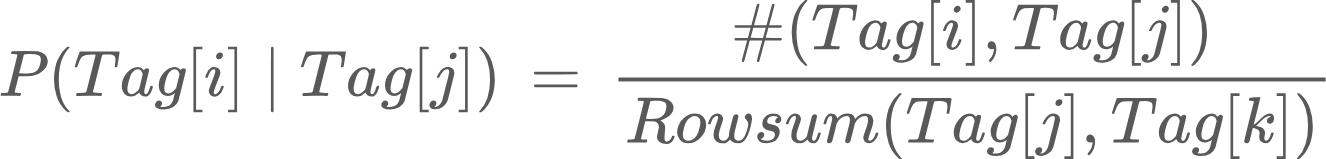 P(Tag[i] | Tag[j]) = #(Tag[i], Tag[j]) / Rowsum(Tag[j], Tag[k])